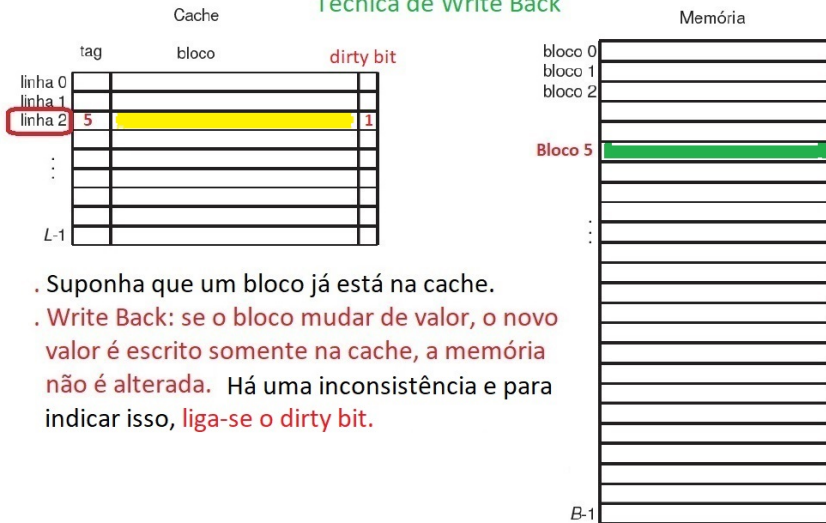 Técnica de Write Back
Cache
Memória
tag bloco dirty bit
linha 0
linha 1
linha 2 5 1
⋮
L-1
bloco 0
bloco 1
bloco 2
Bloco 5
⋮
B-1
. Suponha que um bloco já está na cache.
. Write Back: se o bloco mudar de valor, o novo
valor é escrito somente na cache, a memória
não é alterada. Há uma inconsistência e para
indicar isso, liga-se o dirty bit.